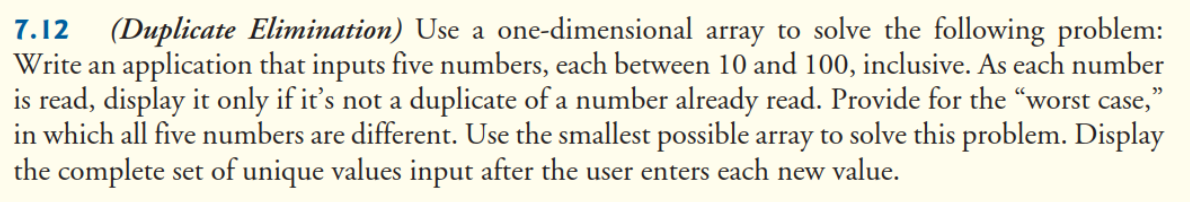 7.12 (Duplicate Elimination) Use a one-dimensional array to solve the following problem:
Write an application that inputs five numbers, each between 10 and 100, inclusive. As each number
is read, display it only if it’s not a duplicate of a number already read. Provide for the “worst case,”
in which all five numbers are different. Use the smallest possible array to solve this problem. Display
the complete set of unique values input after the user enters each new value.